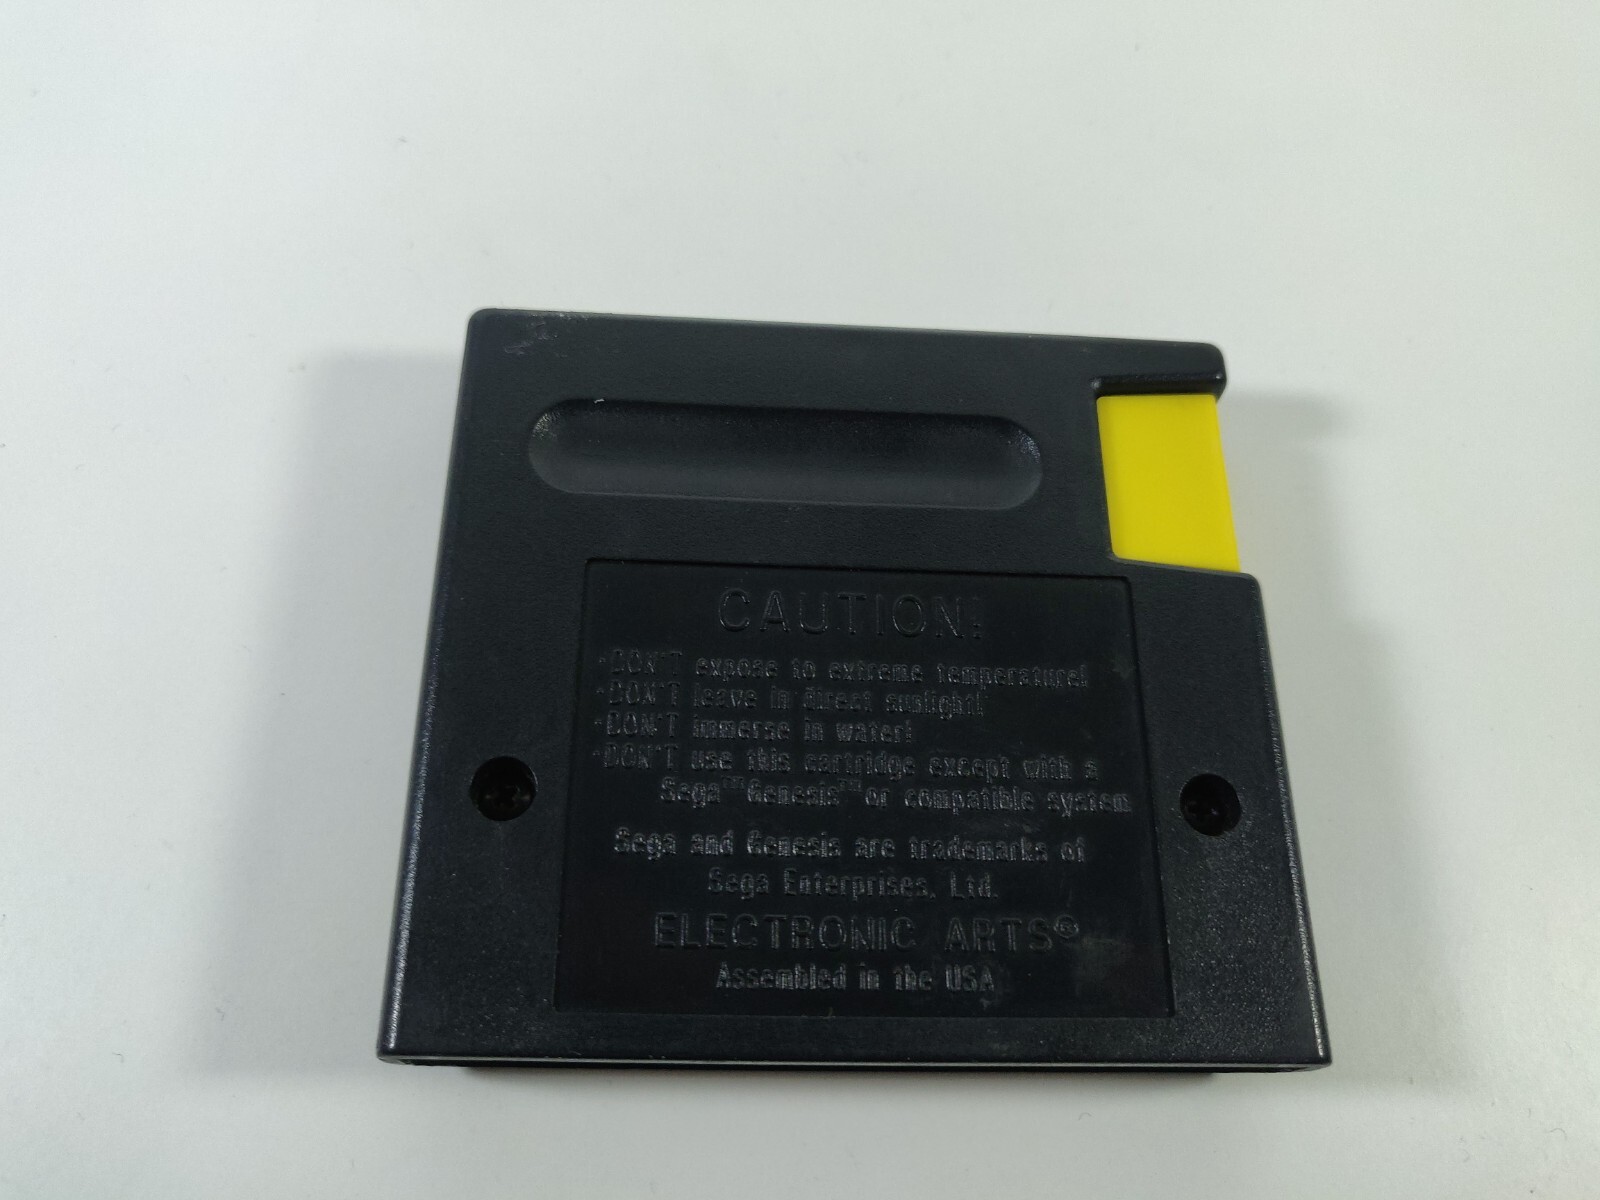 CAUTION:
•DON'T expose to extreme temperature!
•DON'T leave in direct sunlight!
•DON'T immerse in water!
•DON'T use this cartridge except with a
Sega™ Genesis™ or compatible system
Sega and Genesis are trademarks of
Sega Enterprises, Ltd.
ELECTRONIC ARTS®
Assembled in the USA